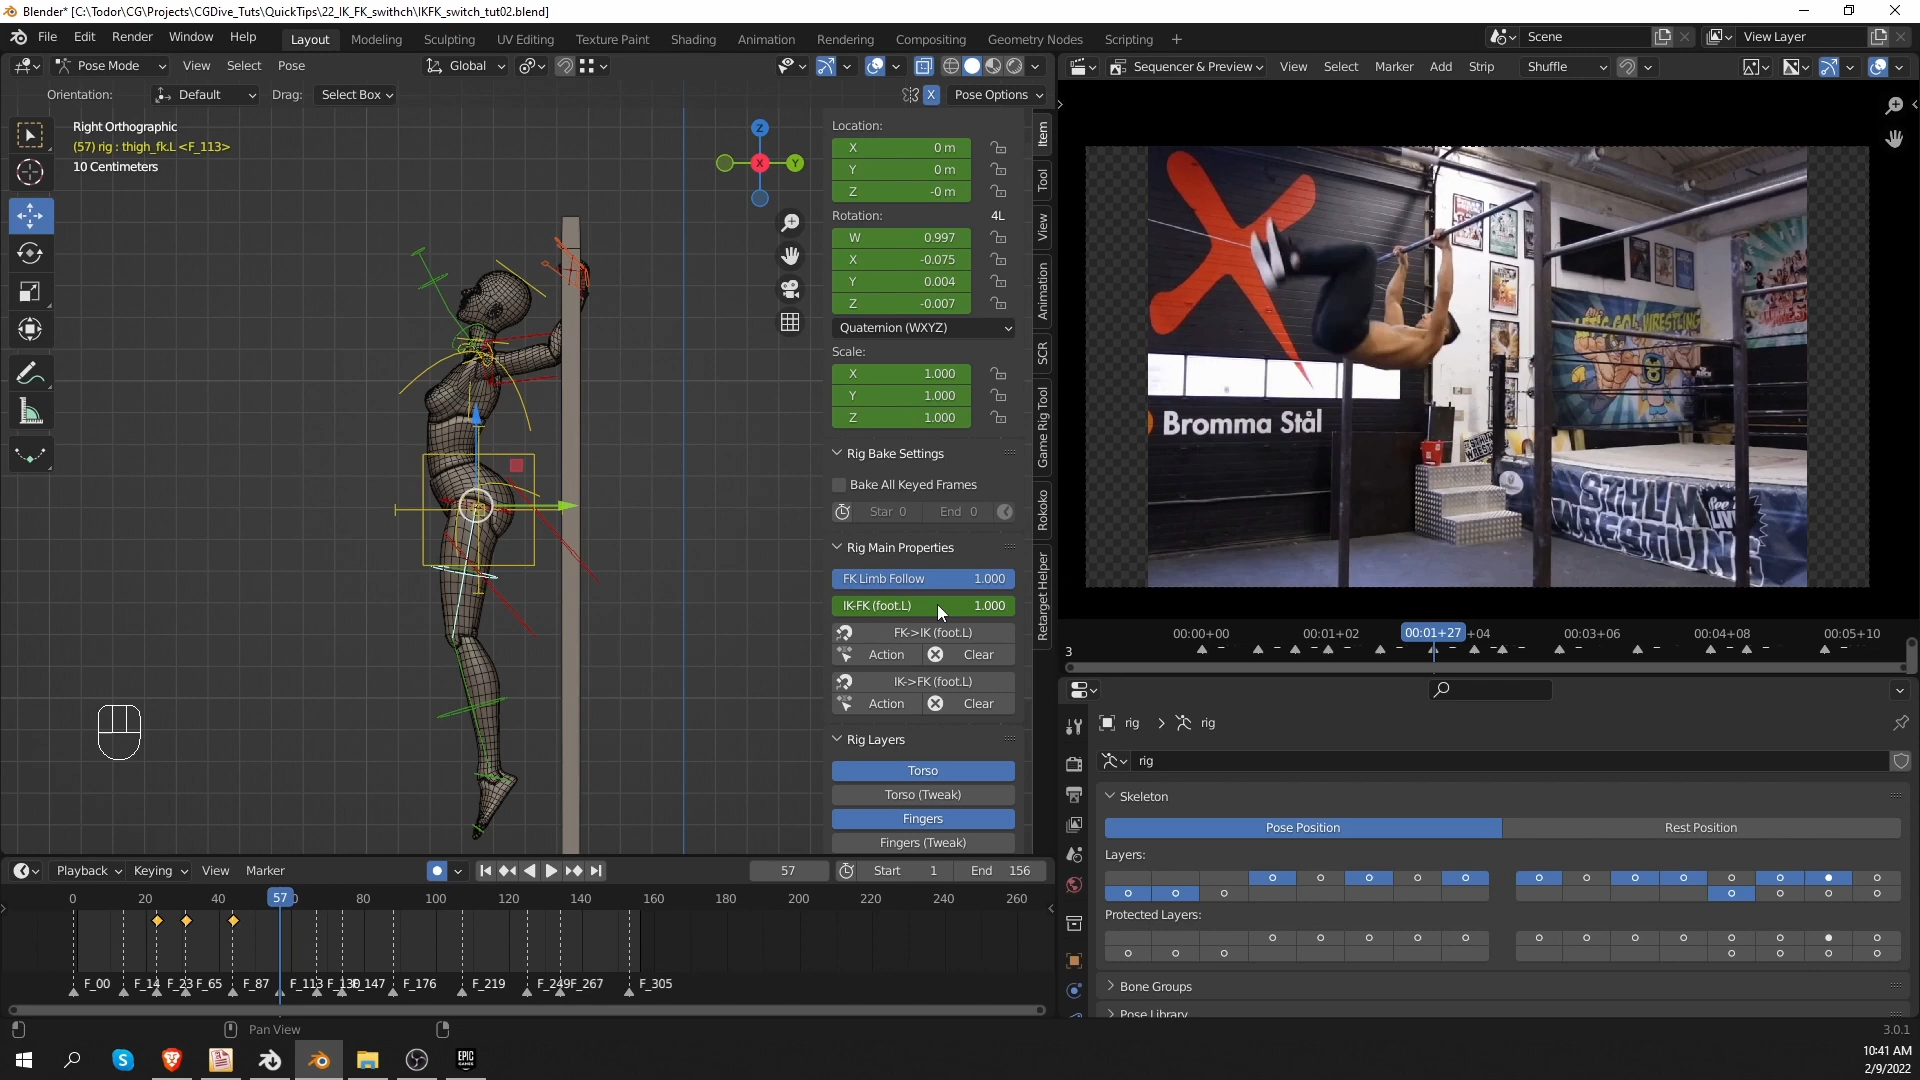 Blender* [C:\Todor\CG\Projects\CGDive_Tuts\QuickTips\22_IK_FK_swithch\IKFK_switch_tut02.blend]
File Edit Render Window Help Layout Modeling Sculpting UV Editing Texture Paint Shading Animation Rendering Compositing Geometry Nodes Scripting + Scene View Layer
Pose Mode View Select Pose Global Sequencer & Preview View Select Marker Add Strip Shuffle
Orientation: Default Drag: Select Box X Pose Options
Right Orthographic
(57) rig : thigh_fk.L <F_113>
10 Centimeters
Z
X
Y
Location:
X 0 m
Y 0 m
Z -0 m
Rotation: 4L
W 0.997
X -0.075
Y 0.004
Z -0.007
Quaternion (WXYZ)
Scale:
X 1.000
Y 1.000
Z 1.000
Rig Bake Settings
Bake All Keyed Frames
Star 0 End 0
Rig Main Properties
FK Limb Follow 1.000
IK-FK (foot.L) 1.000
FK->IK (foot.L)
Action Clear
IK->FK (foot.L)
Action Clear
Rig Layers
Torso
Torso (Tweak)
Fingers
Fingers (Tweak)
Item
Tool
View
Animation
SCR
Game Rig Tool
Rokoko
Retarget Helper
LET'S GO! WRESTLING
Bromma Stål
STHLM
WRESTLING
00:00+00 00:01+02 00:01+27 +04 00:03+06 00:04+08 00:05+10
3
rig > rig
rig
Skeleton
Pose Position Rest Position
Layers:
Protected Layers:
Bone Groups
Pose Library
Playback Keying View Marker 57 Start 1 End 156
0 20 40 57 80 100 120 140 160 180 200 220 240 260
F_00 F_14 F_23 F_65 F_87 F_113 F_147 F_176 F_219 F_249 F_267 F_305
Pan View
3.0.1
EPIC
GAMES
10:41 AM
2/9/2022